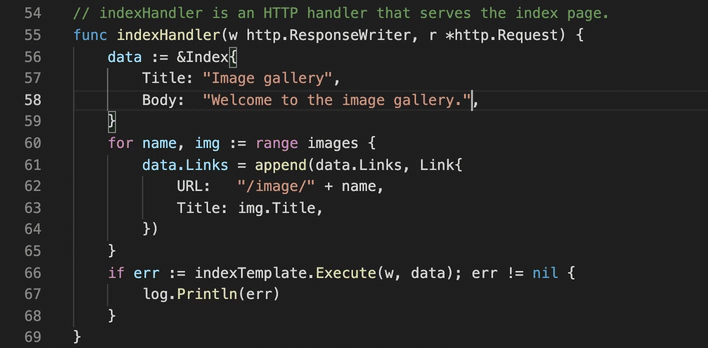 54 // indexHandler is an HTTP handler that serves the index page.
55 func indexHandler(w http.ResponseWriter, r *http.Request) {
56     data := &Index{
57         Title: "Image gallery",
58         Body:  "Welcome to the image gallery.",
59     }
60     for name, img := range images {
61         data.Links = append(data.Links, Link{
62             URL:   "/image/" + name,
63             Title: img.Title,
64         })
65     }
66     if err := indexTemplate.Execute(w, data); err != nil {
67         log.Println(err)
68     }
69 }